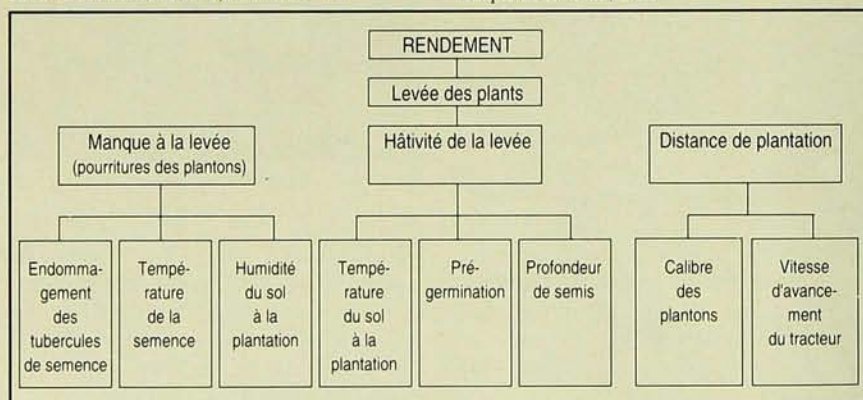 RENDEMENT
Levée des plants
Manque à la levée
(pourritures des plantons)
Hâtivité de la levée
Distance de plantation
Endomma-
gement
des
tubercules
de semence
Tempé-
rature
de la
semence
Humidité
du sol
à la
plantation
Tempé-
rature
du sol
à la
plantation
Pré-
germination
Profondeur
de semis
Calibre
des
plantons
Vitesse
d'avance-
ment
du tracteur